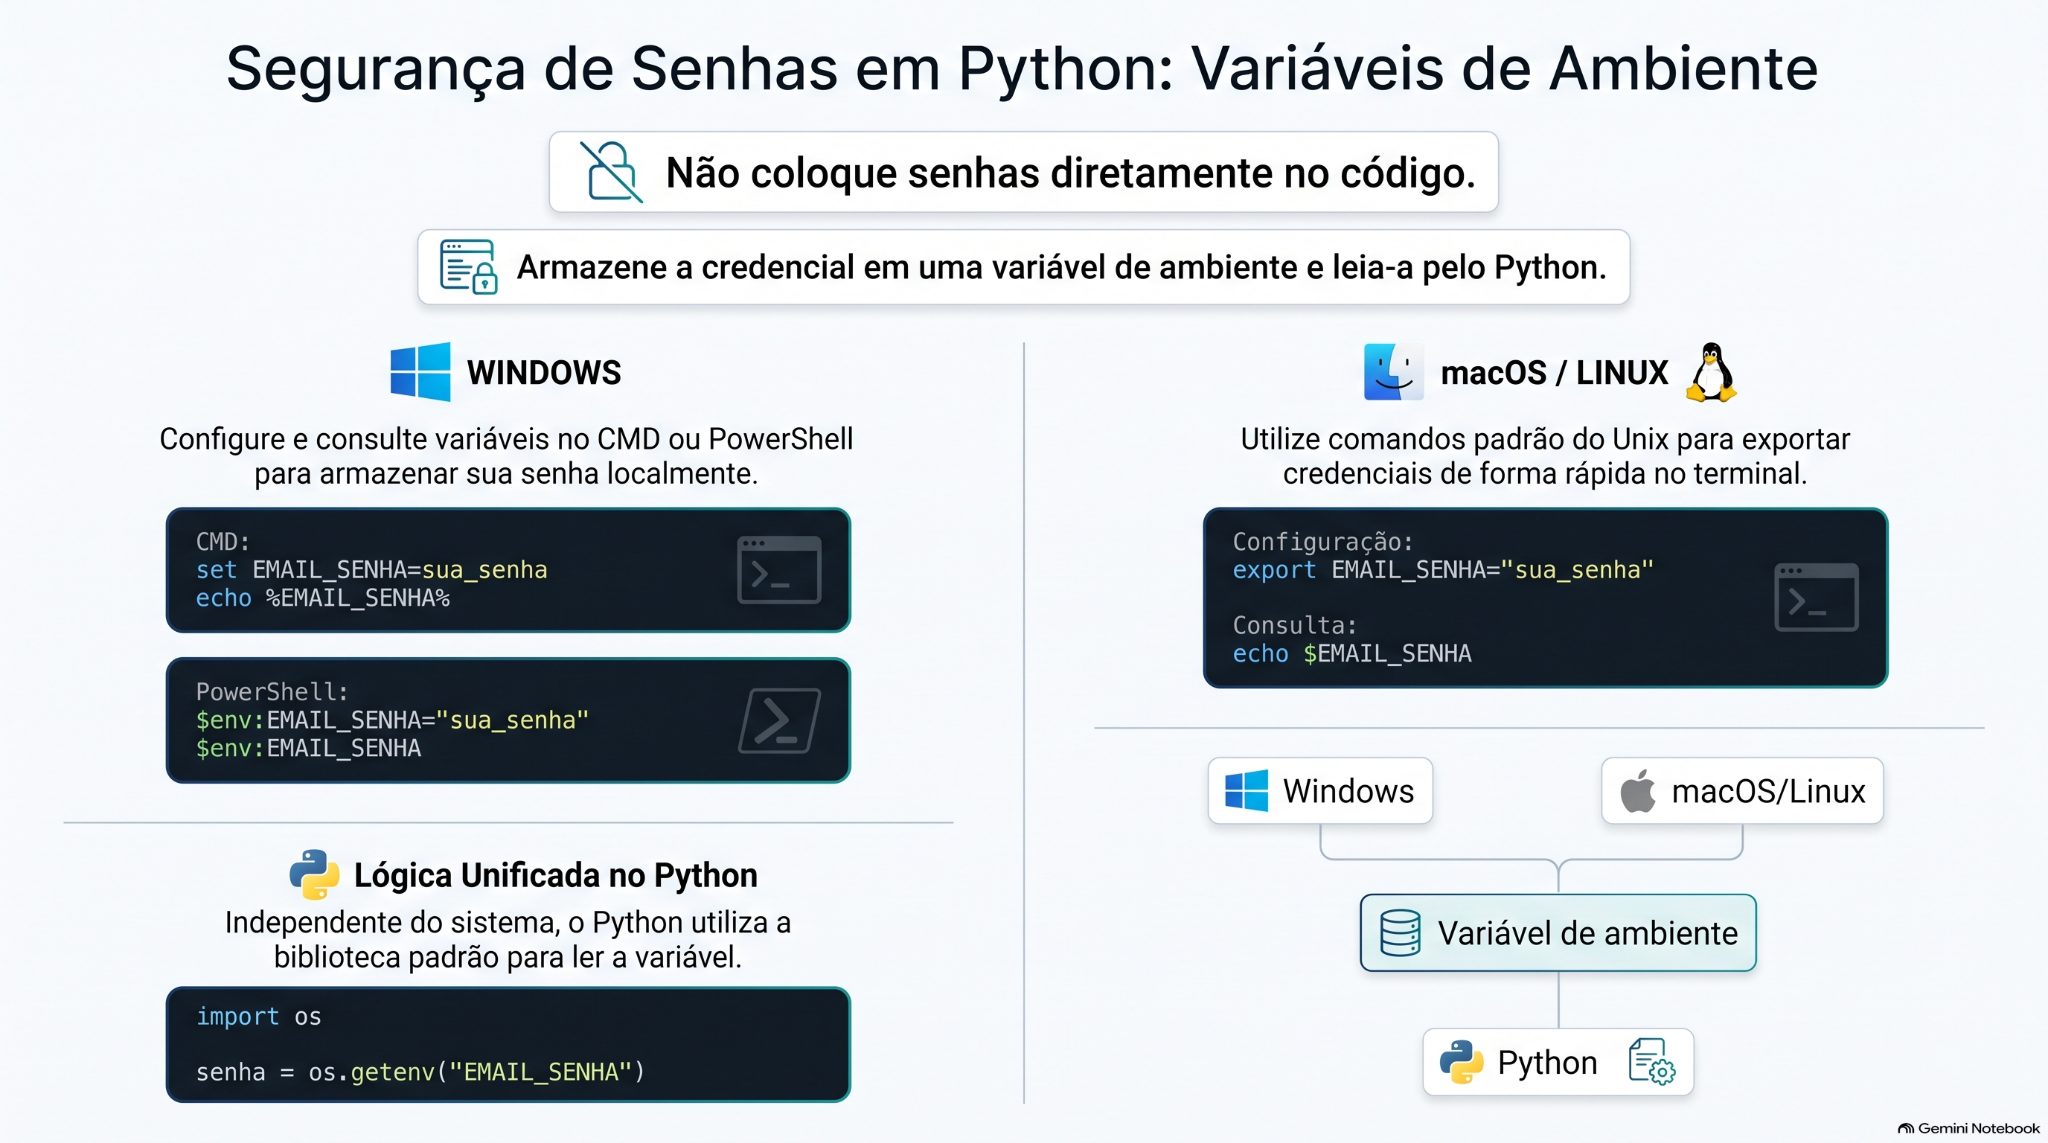 Segurança de Senhas em Python: Variáveis de Ambiente
Não coloque senhas diretamente no código.
Armazene a credencial em uma variável de ambiente e leia-a pelo Python.
WINDOWS
Configure e consulte variáveis no CMD ou PowerShell
para armazenar sua senha localmente.
CMD:
set EMAIL_SENHA=sua_senha
echo %EMAIL_SENHA%
PowerShell:
$env:EMAIL_SENHA="sua_senha"
$env:EMAIL_SENHA
Lógica Unificada no Python
Independente do sistema, o Python utiliza a
biblioteca padrão para ler a variável.
import os
senha = os.getenv("EMAIL_SENHA")
macOS / LINUX
Utilize comandos padrão do Unix para exportar
credenciais de forma rápida no terminal.
Configuração:
export EMAIL_SENHA="sua_senha"
Consulta:
echo $EMAIL_SENHA
Windows
macOS/Linux
Variável de ambiente
Python
Gemini Notebook